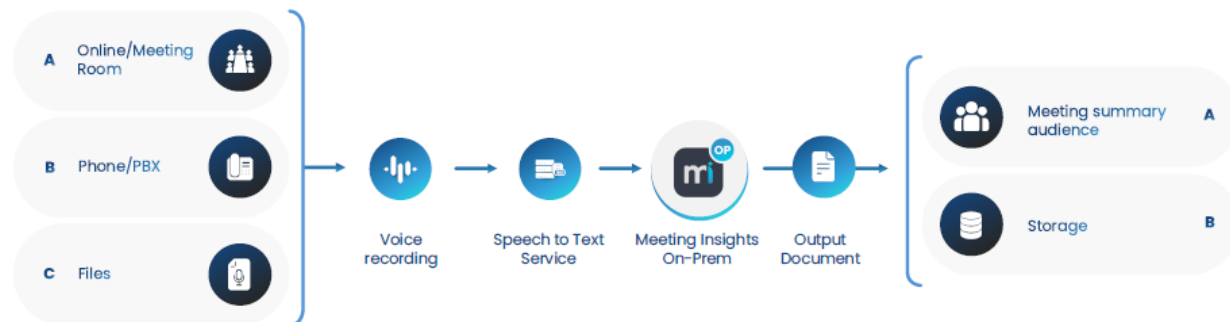 A
Online/Meeting
Room
B
Phone/PBX
C
Files
Voice
recording
Speech to Text
Service
OP
mi
Meeting Insights
On-Prem
Output
Document
Meeting summary
audience
A
Storage
B